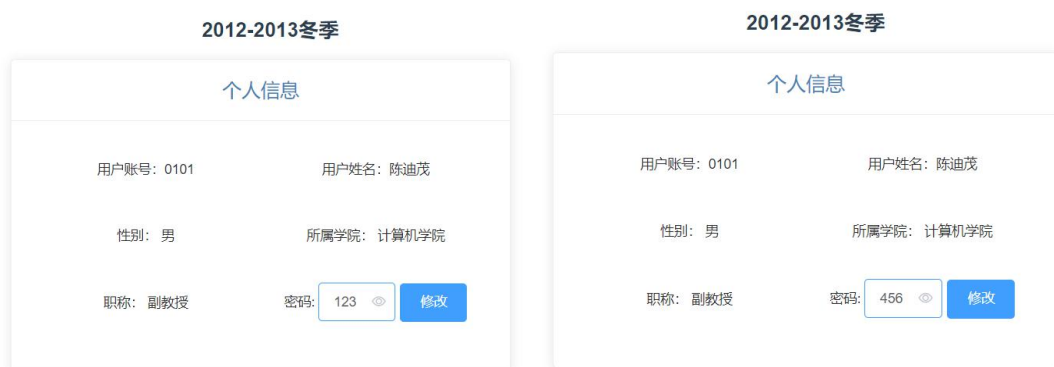 2012-2013冬季
个人信息
用户账号：0101 用户姓名：陈迪茂
性别： 男 所属学院： 计算机学院
职称： 副教授 密码: 123 修改
2012-2013冬季
个人信息
用户账号：0101 用户姓名：陈迪茂
性别： 男 所属学院： 计算机学院
职称： 副教授 密码: 456 修改